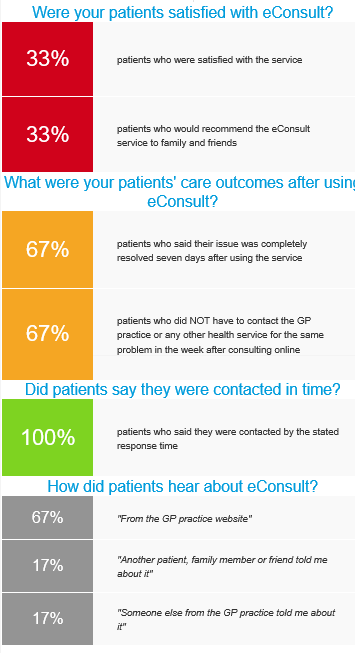 Were your patients satisfied with eConsult?
33%
patients who were satisfied with the service
33%
patients who would recommend the eConsult
service to family and friends
What were your patients' care outcomes after using
eConsult?
67%
patients who said their issue was completely
resolved seven days after using the service
67%
patients who did NOT have to contact the GP
practice or any other health service for the same
problem in the week after consulting online
Did patients say they were contacted in time?
100%
patients who said they were contacted by the stated
response time
How did patients hear about eConsult?
67%
"From the GP practice website"
17%
"Another patient, family member or friend told me
about it"
17%
"Someone else from the GP practice told me about
it"